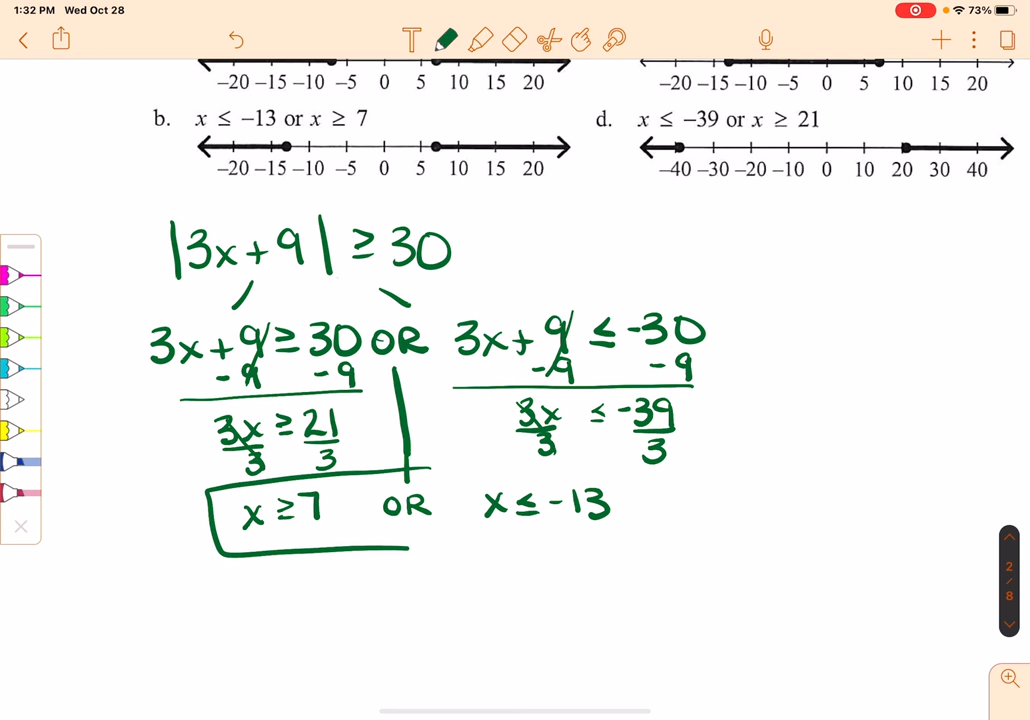 1:32 PM Wed Oct 28 73%
T
−20 −15 −10 −5 0 5 10 15 20
−20 −15 −10 −5 0 5 10 15 20
b. x ≤ −13 or x ≥ 7
d. x ≤ −39 or x ≥ 21
−20 −15 −10 −5 0 5 10 15 20
−40 −30 −20 −10 0 10 20 30 40
|3x+9| ≥ 30
3x+9 ≥ 30 OR 3x+9 ≤ -30
-9 -9 -9 -9
3x/3 ≥ 21/3 3x/3 ≤ -39/3
x ≥ 7 OR x ≤ -13
2
/
8